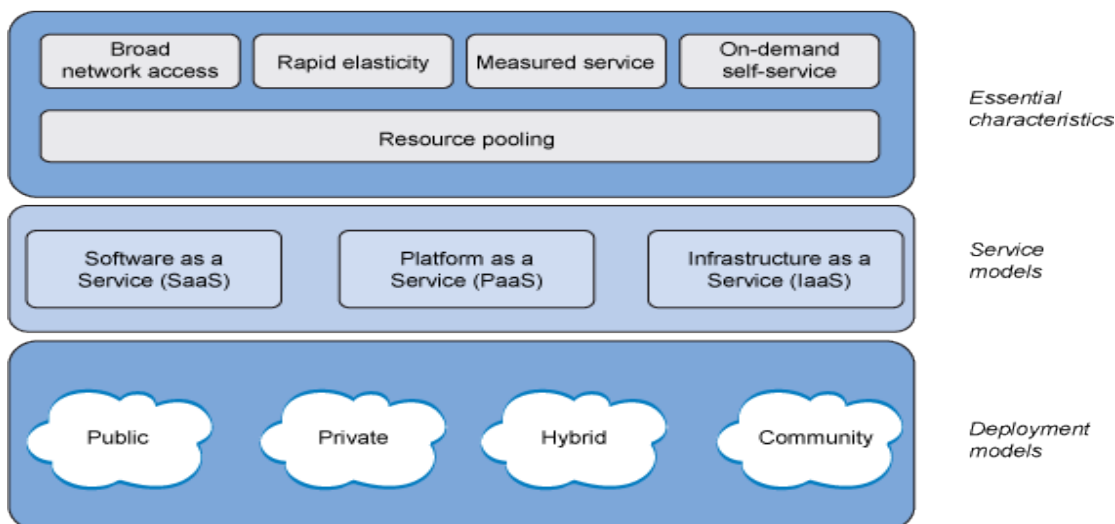 Broad
network access
Rapid elasticity
Measured service
On-demand
self-service
Resource pooling
Essential
characteristics
Software as a
Service (SaaS)
Platform as a
Service (PaaS)
Infrastructure as a
Service (IaaS)
Service
models
Public
Private
Hybrid
Community
Deployment
models